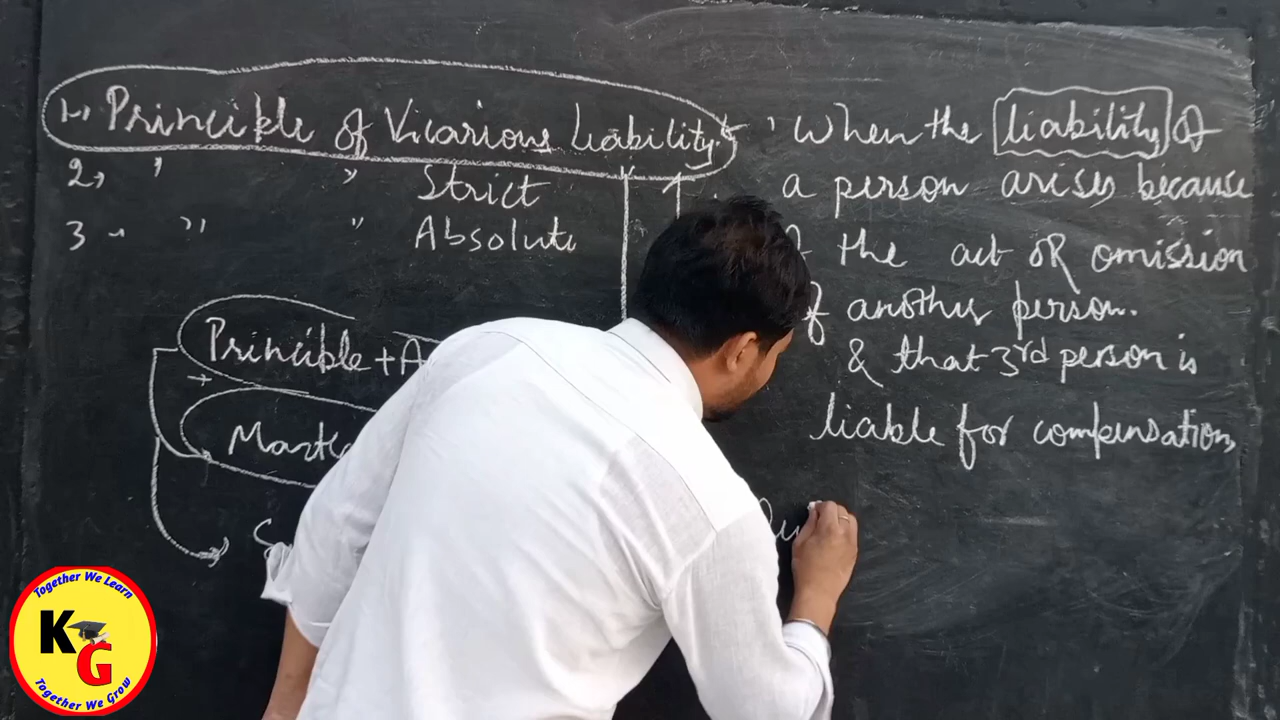 1., Principle of Vicarious Liability.
2, " " Strict
3 " " Absolute
Principle + A
+
Maste
S
' When the liability of
a person arises because
the act OR omission
of another person.
& that 3rd person is
liable for compensation,
Together We Learn
KG
Together We Grow